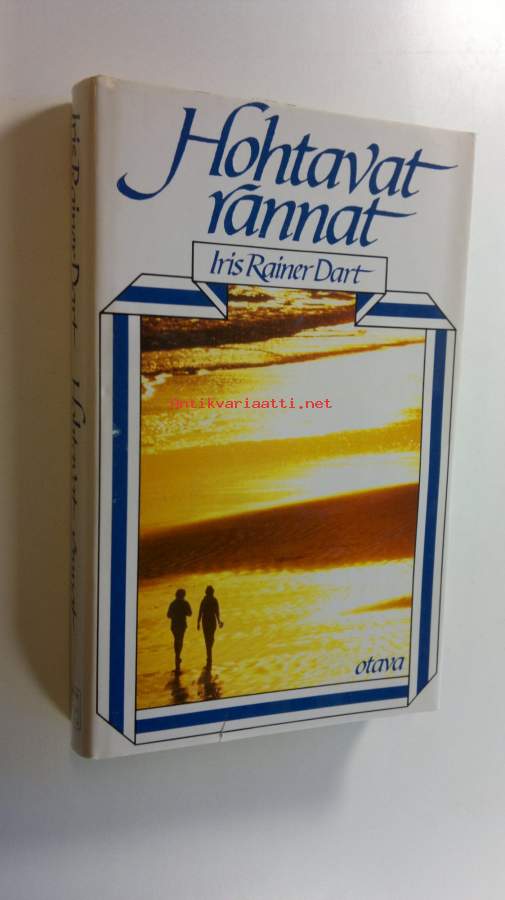 Hohtavat
rannat
Iris Rainer Dart
antikvariaatti.net
otava
Iris Rainer Dart Hohtavat rannat